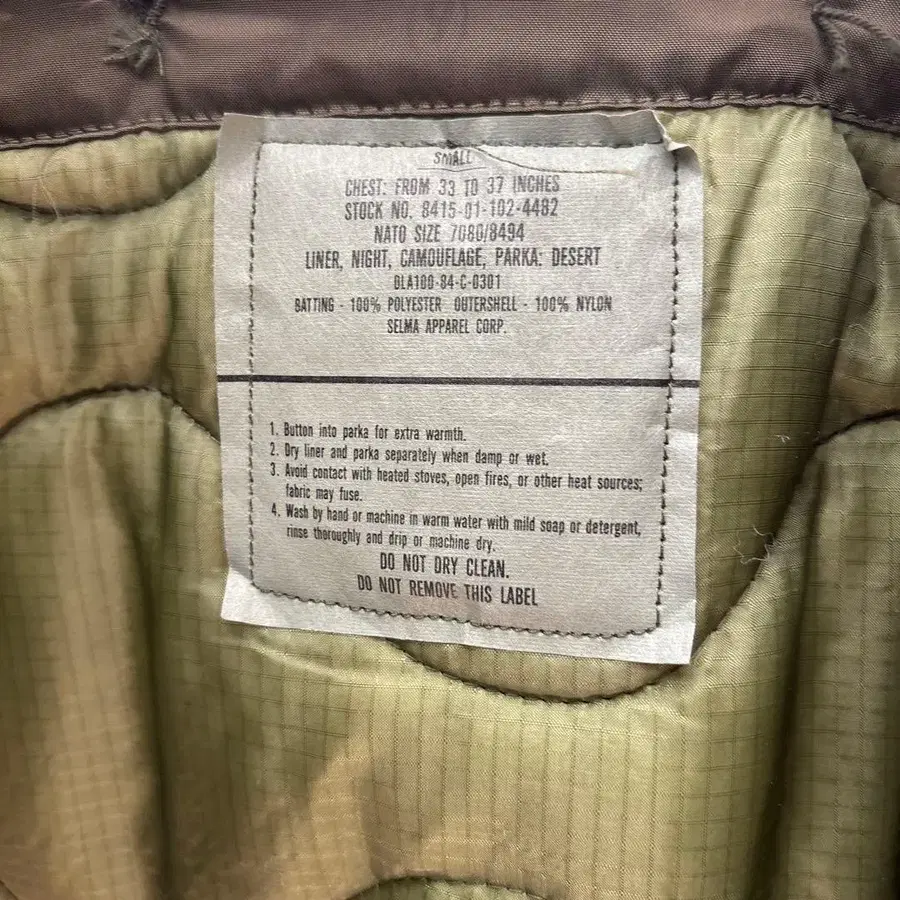 SMALL
CHEST: FROM 33 TO 37 INCHES
STOCK NO. 8415-01-102-4482
NATO SIZE 7080/8494
LINER, NIGHT, CAMOUFLAGE, PARKA: DESERT
DLA100-84-C-0301
BATTING - 100% POLYESTER OUTERSHELL - 100% NYLON
SELMA APPAREL CORP.
1. Button into parka for extra warmth.
2. Dry liner and parka separately when damp or wet.
3. Avoid contact with heated stoves, open fires, or other heat sources;
fabric may fuse.
4. Wash by hand or machine in warm water with mild soap or detergent,
rinse thoroughly and drip or machine dry.
DO NOT DRY CLEAN.
DO NOT REMOVE THIS LABEL